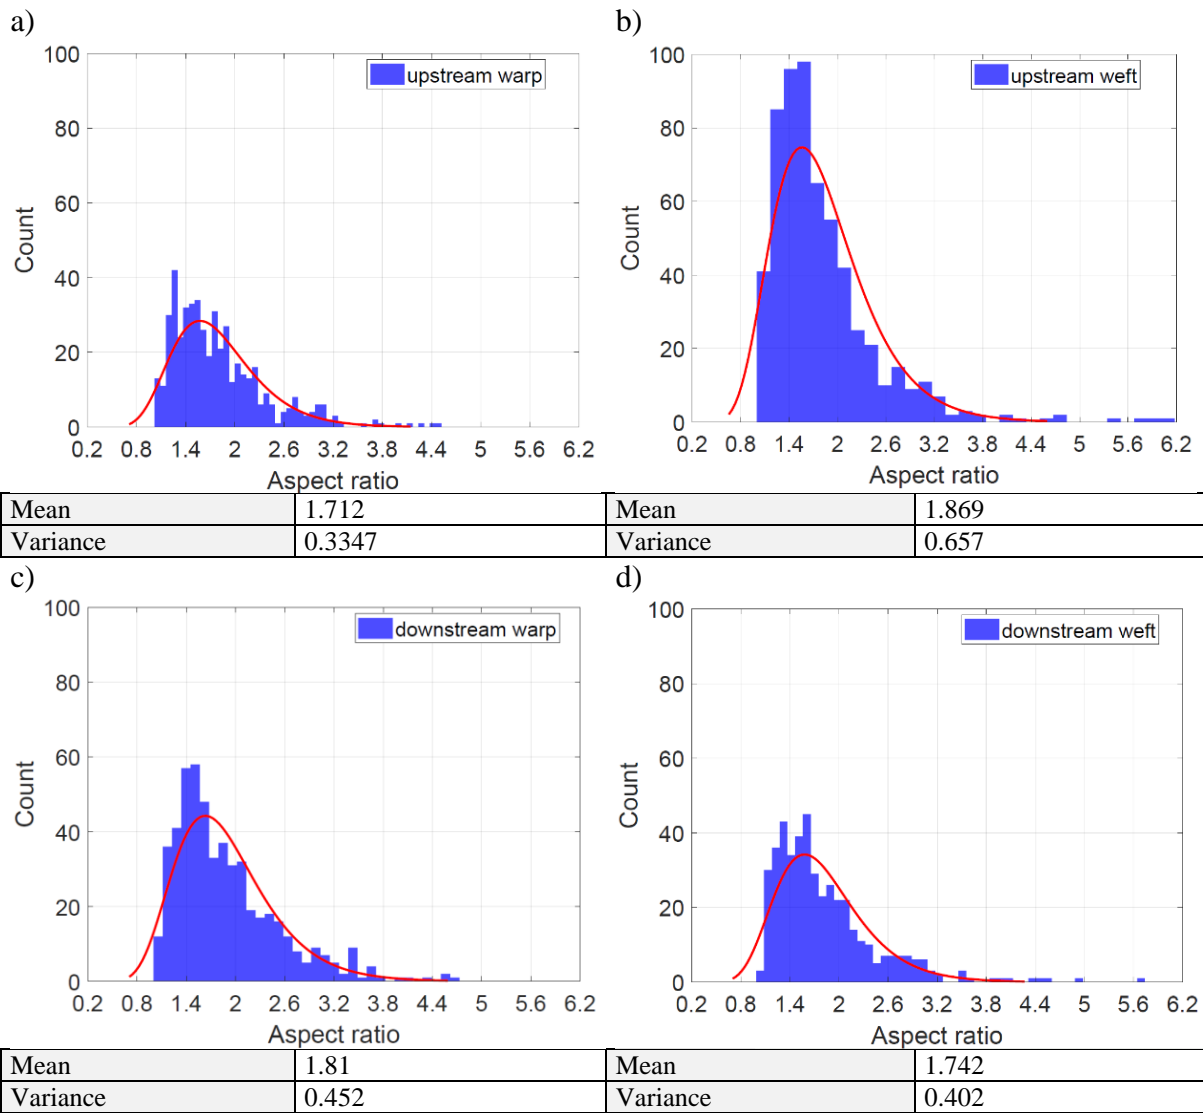 a)
100
80
60
40
20
0
Count
upstream warp
0.2 0.8 1.4 2 2.6 3.2 3.8 4.4 5 5.6 6.2
Aspect ratio
Mean 1.712
Variance 0.3347
b)
100
80
60
40
20
0
Count
upstream weft
0.2 0.8 1.4 2 2.6 3.2 3.8 4.4 5 5.6 6.2
Aspect ratio
Mean 1.869
Variance 0.657
c)
100
80
60
40
20
0
Count
downstream warp
0.2 0.8 1.4 2 2.6 3.2 3.8 4.4 5 5.6 6.2
Aspect ratio
Mean 1.81
Variance 0.452
d)
100
80
60
40
20
0
Count
downstream weft
0.2 0.8 1.4 2 2.6 3.2 3.8 4.4 5 5.6 6.2
Aspect ratio
Mean 1.742
Variance 0.402